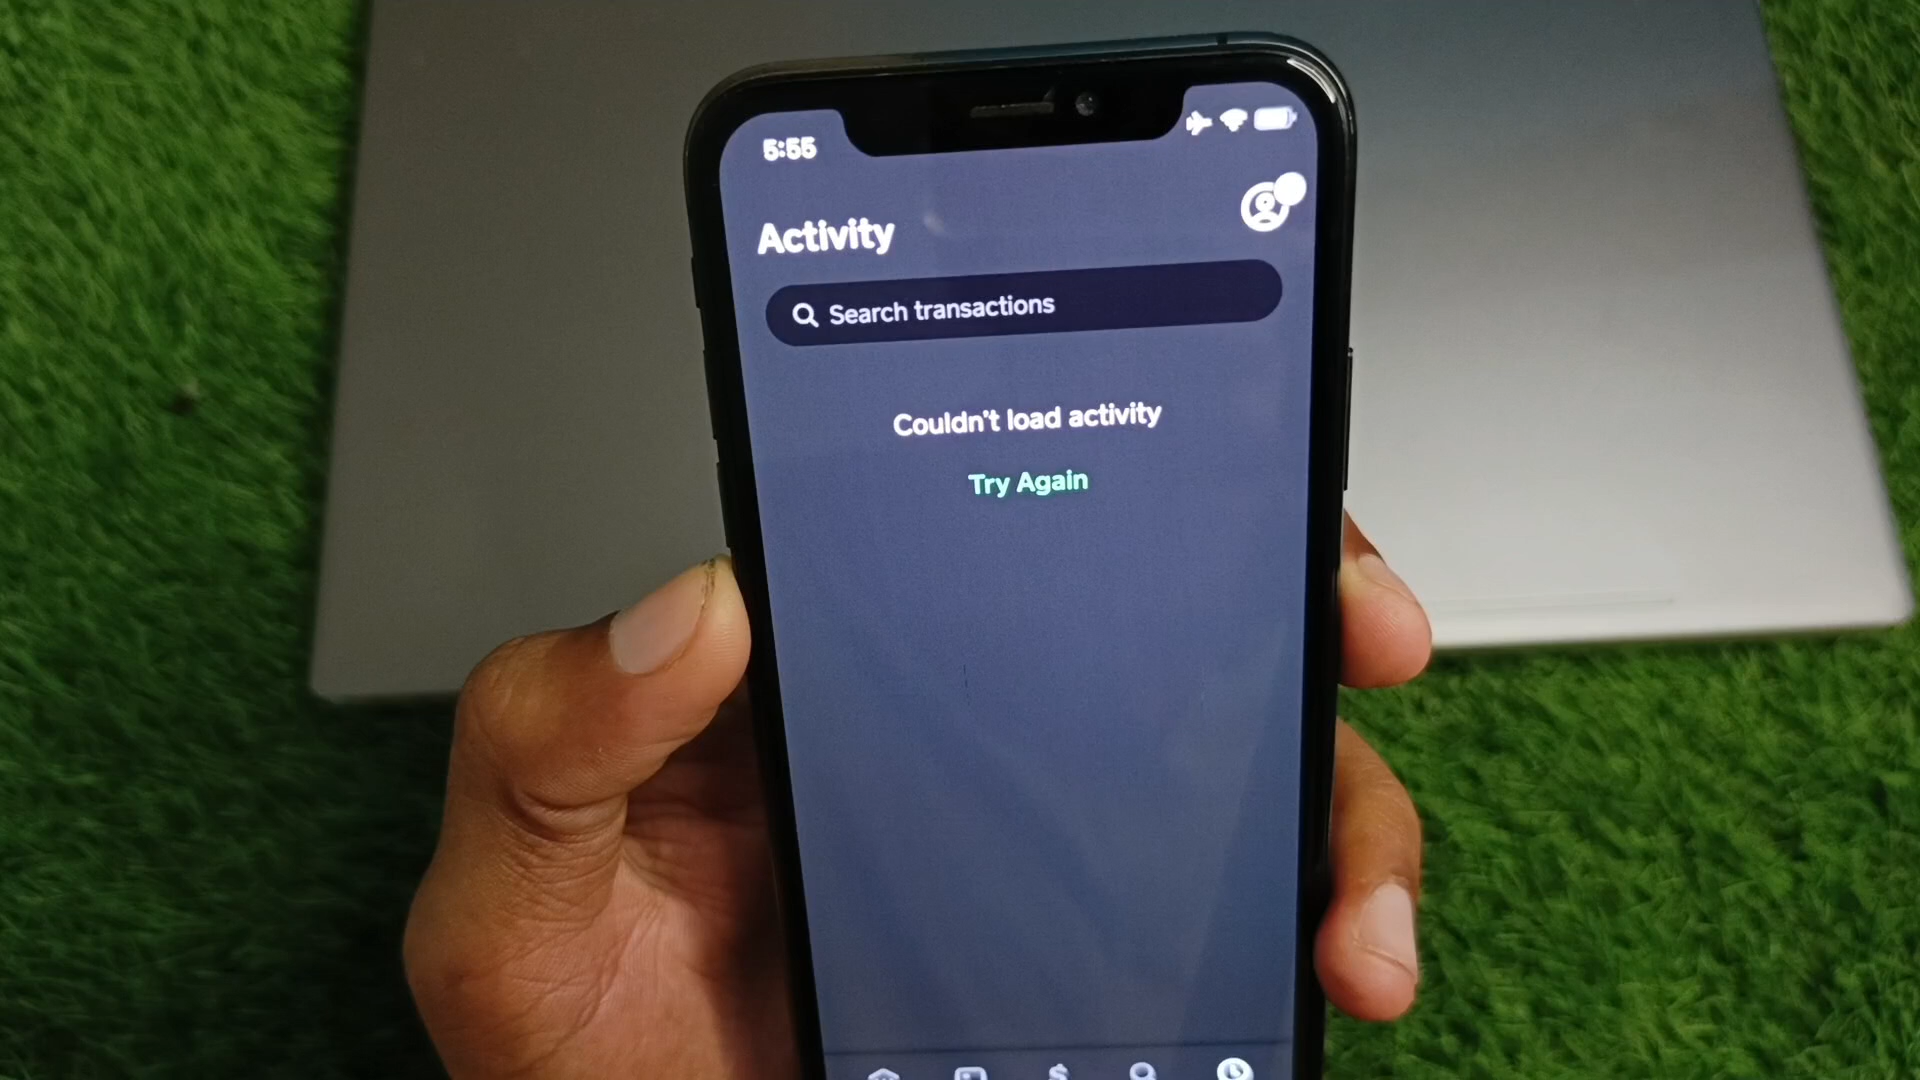 5:55
Activity
Search transactions
Couldn't load activity
Try Again
$